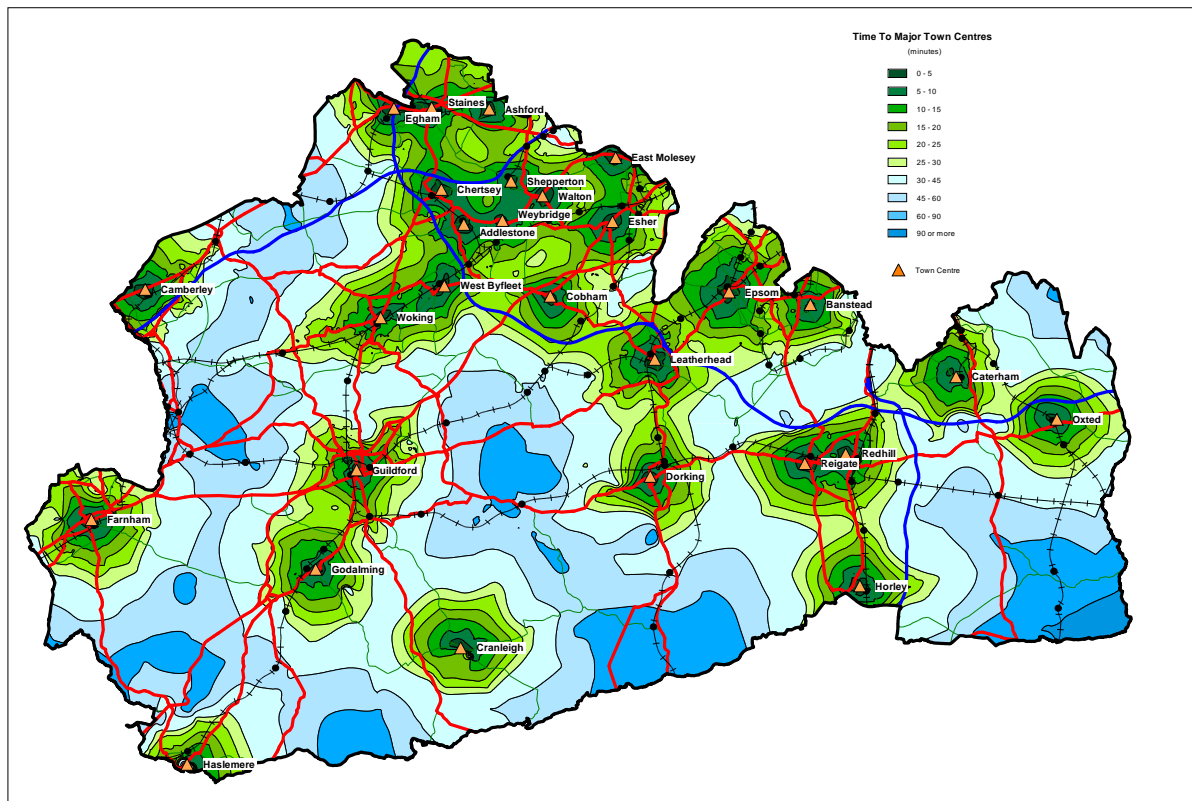 Time To Major Town Centres
(minutes)
0 - 5
5 - 10
10 - 15
15 - 20
20 - 25
25 - 30
30 - 45
45 - 60
60 - 90
90 or more
Town Centre
Staines
Ashford
Egham
East Molesey
Shepperton
Chertsey
Walton
Weybridge
Esher
Addlestone
West Byfleet
Camberley
Cobham
Epsom
Banstead
Woking
Leatherhead
Caterham
Oxted
Redhill
Reigate
Guildford
Dorking
Farnham
Godalming
Horley
Cranleigh
Haslemere